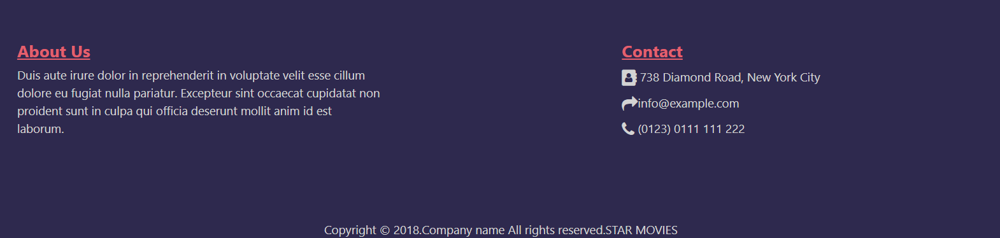 About Us
Duis aute irure dolor in reprehenderit in voluptate velit esse cillum
dolore eu fugiat nulla pariatur. Excepteur sint occaecat cupidatat non
proident sunt in culpa qui officia deserunt mollit anim id est
laborum.
Contact
738 Diamond Road, New York City
info@example.com
(0123) 0111 111 222
Copyright © 2018.Company name All rights reserved.STAR MOVIES